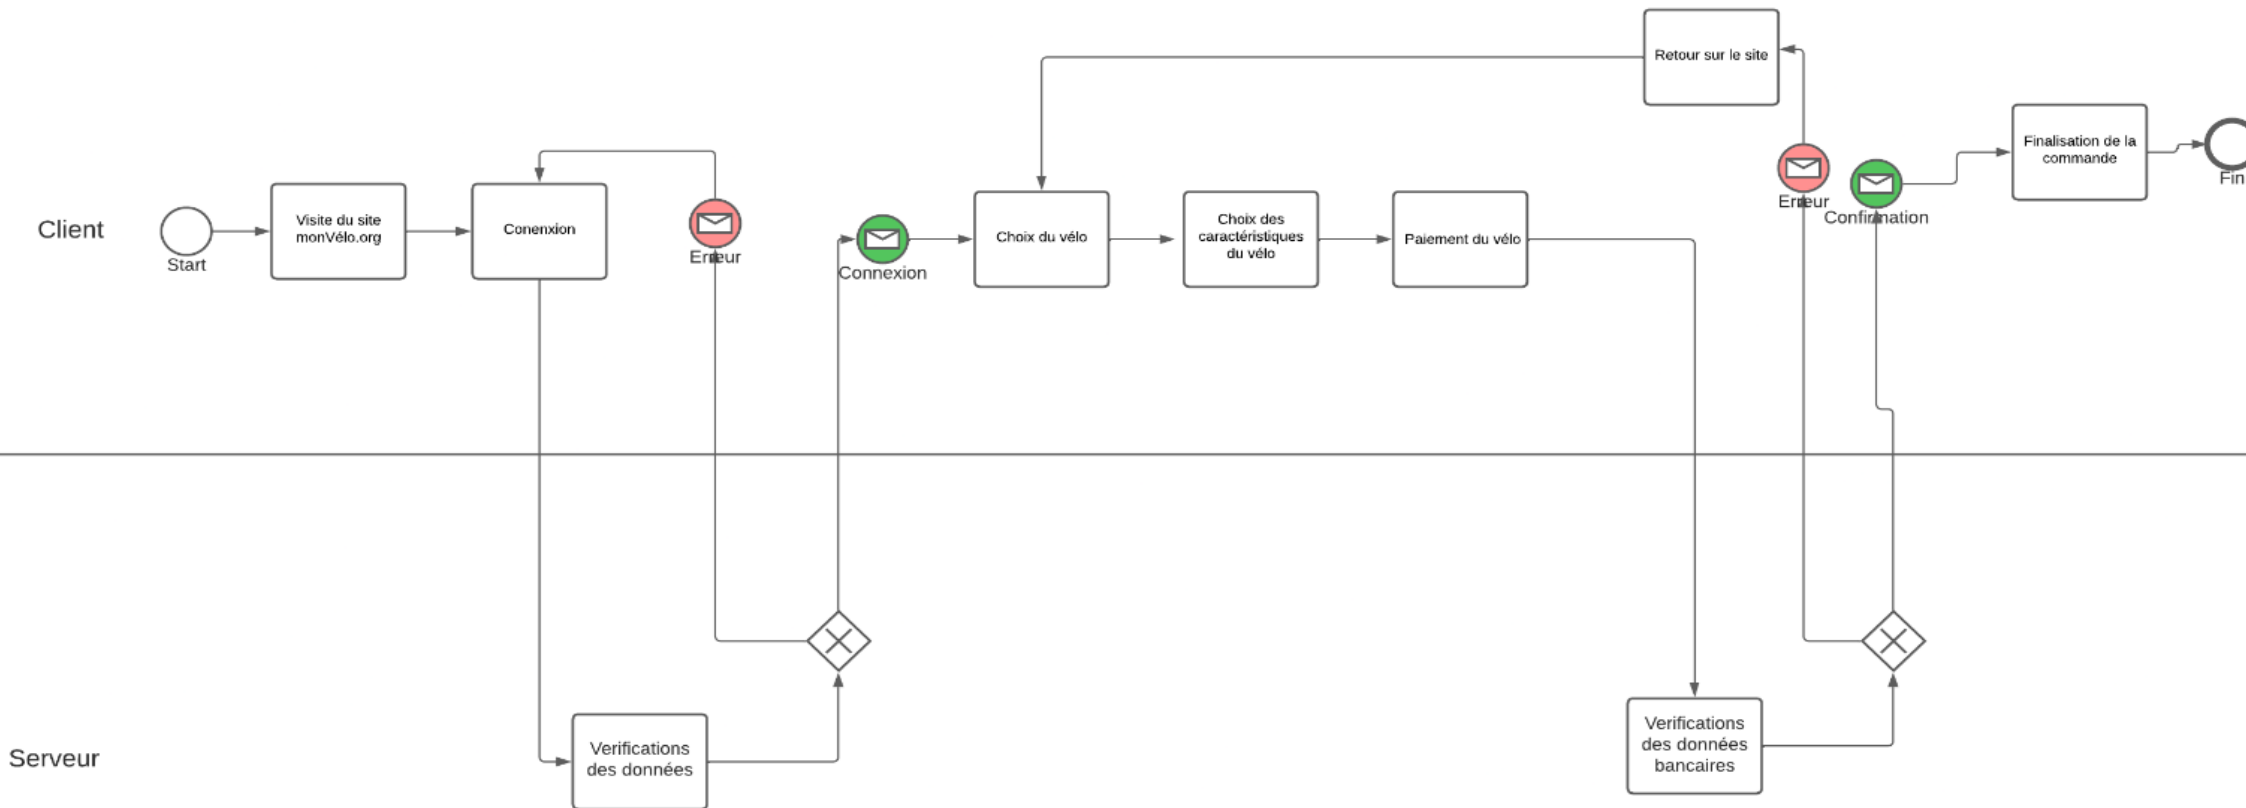 Client
Start
Visite du site
monVélo.org
Conenxion
Erreur
Connexion
Choix du vélo
Choix des
caractéristiques
du vélo
Paiement du vélo
Retour sur le site
Erreur
Confirmation
Finalisation de la
commande
Fin
Serveur
Verifications
des données
Verifications
des données
bancaires